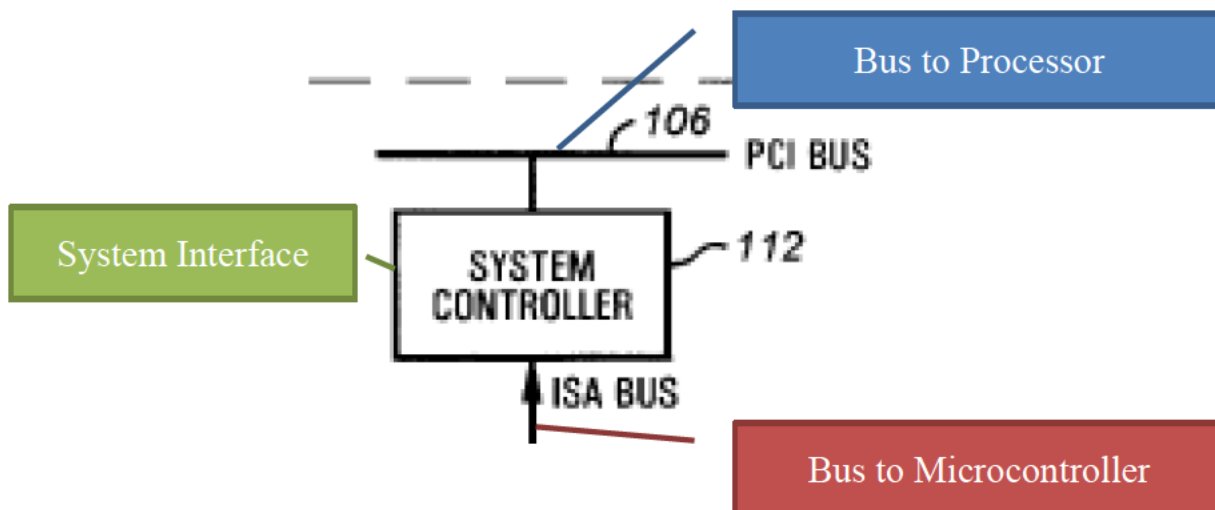 Bus to Processor
106
PCI BUS
System Interface
112
SYSTEM
CONTROLLER
ISA BUS
Bus to Microcontroller